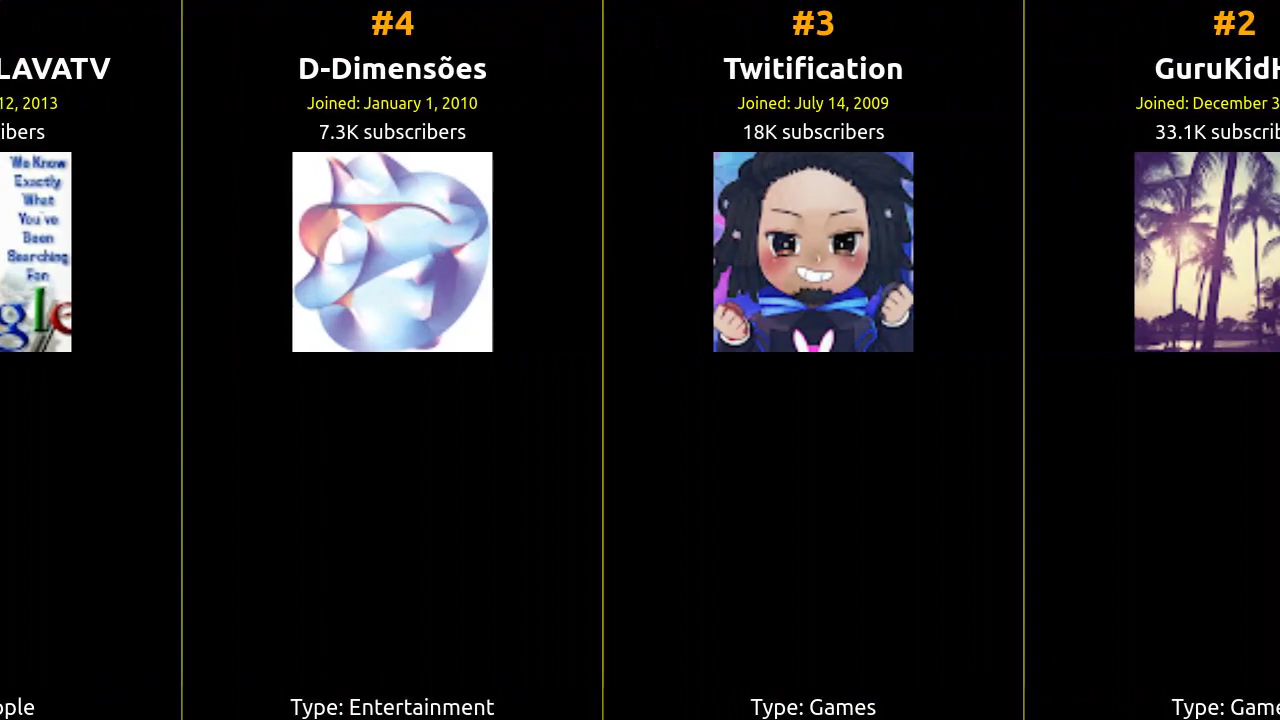 LAVATV
12, 2013
ibers
We Know
Exactly
What
You've
Been
Searching
For
gle
ople
#4
D-Dimensões
Joined: January 1, 2010
7.3K subscribers
Type: Entertainment
#3
Twitification
Joined: July 14, 2009
18K subscribers
Type: Games
#2
GuruKidH
Joined: December 3
33.1K subscrib
Type: Game